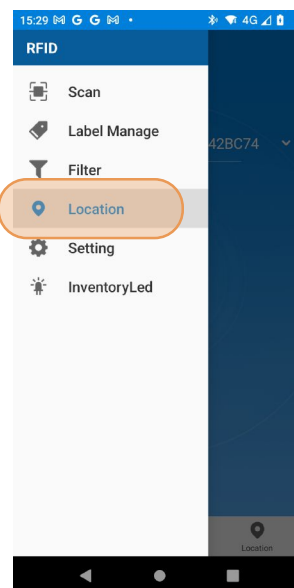 15:29 M G G M • 4G
RFID
Scan
Label Manage
42BC74
Filter
Location
Setting
InventoryLed
Location